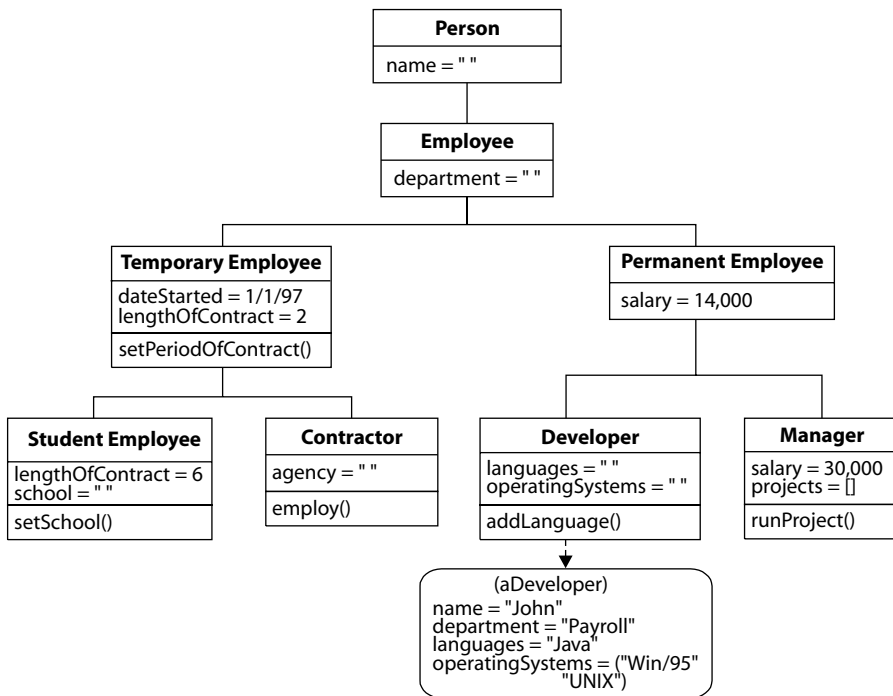 Person
name = " "
Employee
department = " "
Temporary Employee
dateStarted = 1/1/97
lengthOfContract = 2
setPeriodOfContract()
Permanent Employee
salary = 14,000
Student Employee
lengthOfContract = 6
school = " "
setSchool()
Contractor
agency = " "
employ()
Developer
languages = " "
operatingSystems = " "
addLanguage()
Manager
salary = 30,000
projects = []
runProject()
(aDeveloper)
name = "John"
department = "Payroll"
languages = "Java"
operatingSystems = ("Win/95"
"UNIX")